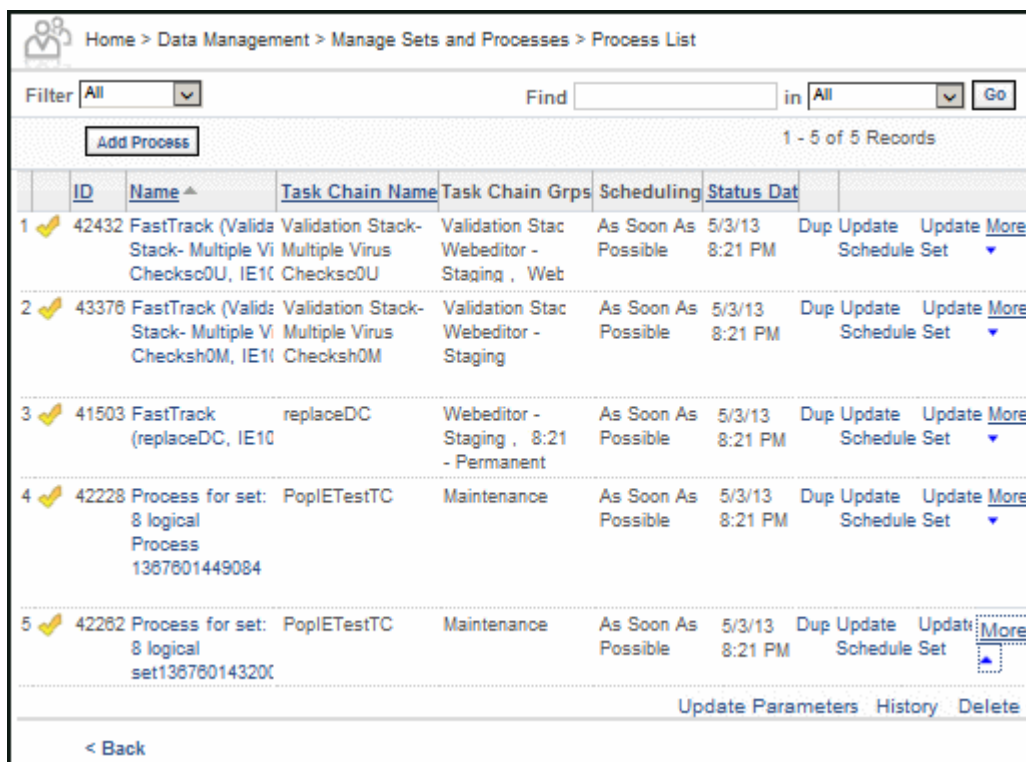 Home > Data Management > Manage Sets and Processes > Process List
Filter All Find in All Go
Add Process 1 - 5 of 5 Records
ID Name Task Chain Name Task Chain Grps Scheduling Status Dat
1 42432 FastTrack (Valida Validation Stack- Validation Stac As Soon As 5/3/13 Dup Update Update More
Stack- Multiple Vi Multiple Virus Webeditor - Possible 8:21 PM Schedule Set
Checksc0U, IE10 Checksc0U Staging , Web
2 43376 FastTrack (Valida Validation Stack- Validation Stac As Soon As 5/3/13 Dup Update Update More
Stack- Multiple Vi Multiple Virus Webeditor - Possible 8:21 PM Schedule Set
Checksh0M, IE10 Checksh0M Staging
3 41503 FastTrack replaceDC Webeditor - As Soon As 5/3/13 Dup Update Update More
(replaceDC, IE10 Staging , 8:21 Possible 8:21 PM Schedule Set
- Permanent
4 42228 Process for set: PopIETestTC Maintenance As Soon As 5/3/13 Dup Update Update More
8 logical Possible 8:21 PM Schedule Set
Process
1367601449084
5 42262 Process for set: PopIETestTC Maintenance As Soon As 5/3/13 Dup Update Update More
8 logical Possible 8:21 PM Schedule Set
set136760143200
Update Parameters History Delete
< Back